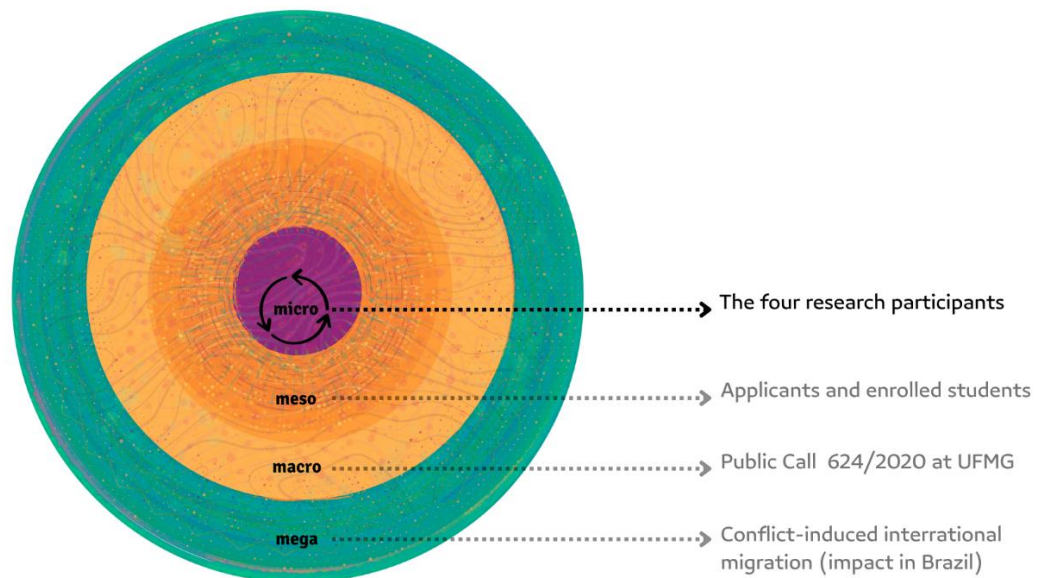 micro
The four research participants
meso
Applicants and enrolled students
macro
Public Call 624/2020 at UFMG
mega
Conflict-induced interrational
migration (impact in Brazil)